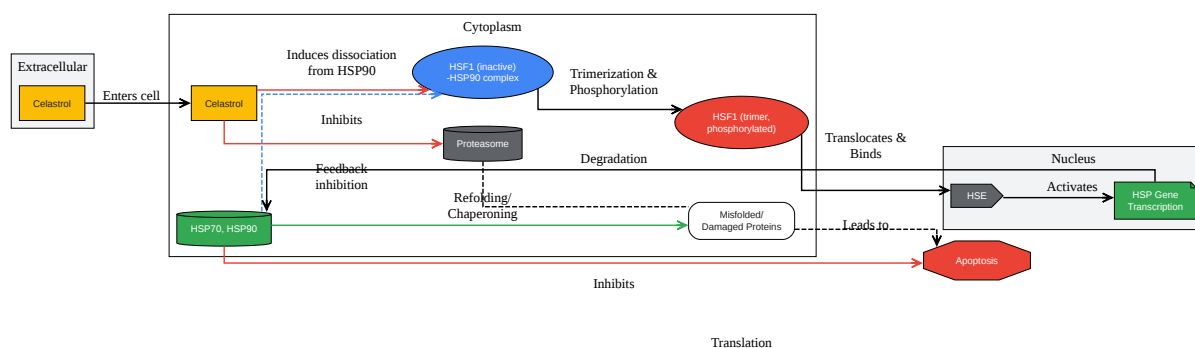 Cytoplasm
Extracellular
Celastrol
Enters cell
Celastrol
Induces dissociation
from HSP90
HSF1 (inactive)
-HSP90 complex
Trimerization &
Phosphorylation
HSF1 (trimer,
phosphorylated)
Inhibits
Proteasome
Translocates &
Binds
Degradation
Nucleus
Feedback
inhibition
HSE
Activates
HSP Gene
Transcription
Refolding/
Chaperoning
HSP70, HSP90
Misfolded/
Damaged Proteins
Leads to
Apoptosis
Inhibits
Translation